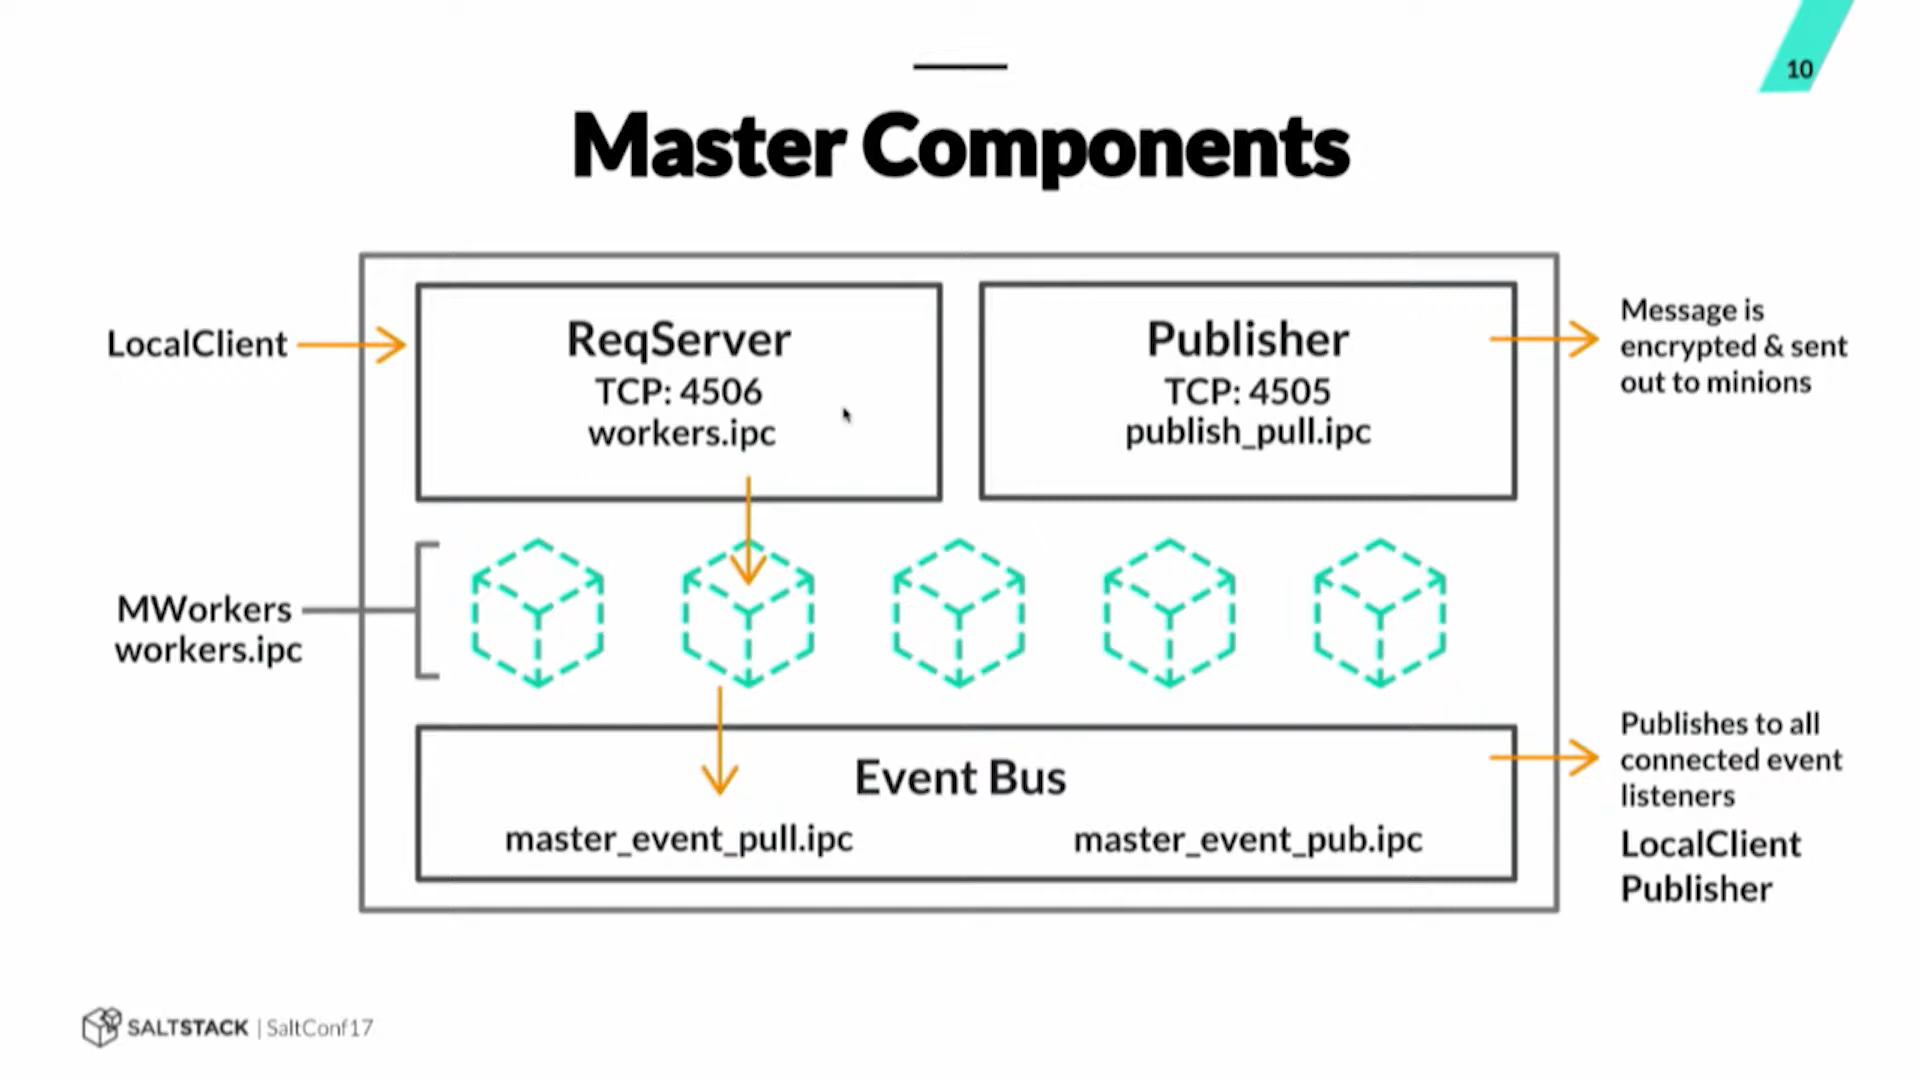 10
Master Components
LocalClient
ReqServer
TCP: 4506
workers.ipc
Publisher
TCP: 4505
publish_pull.ipc
Message is
encrypted & sent
out to minions
MWorkers
workers.ipc
Event Bus
master_event_pull.ipc
master_event_pub.ipc
Publishes to all
connected event
listeners
LocalClient
Publisher
SALTSTACK | SaltConf17